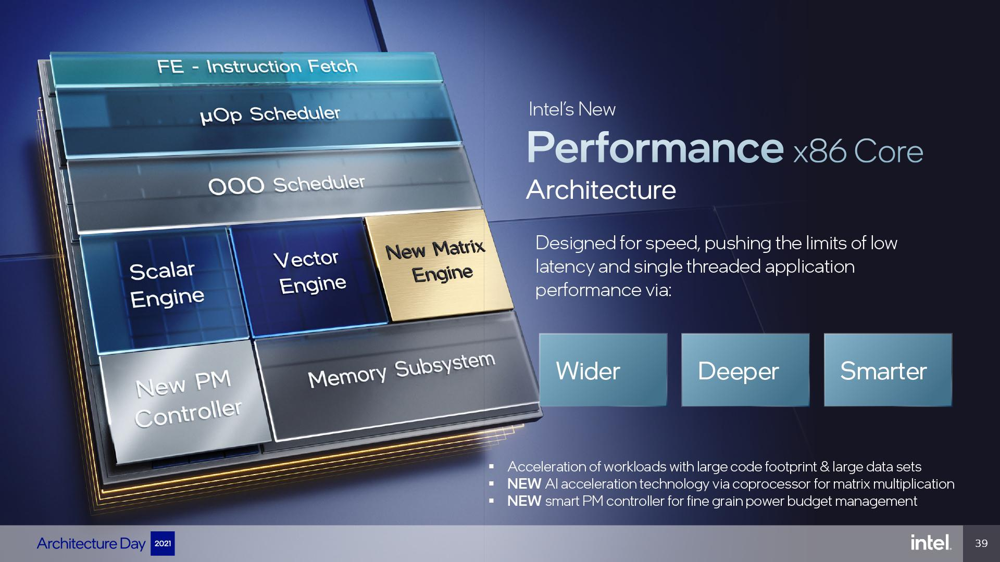 FE - Instruction Fetch
µOp Scheduler
OOO Scheduler
Scalar
Engine
Vector
Engine
New Matrix
Engine
New PM
Controller
Memory Subsystem
Intel's New
Performance x86 Core
Architecture
Designed for speed, pushing the limits of low
latency and single threaded application
performance via:
Wider
Deeper
Smarter
▪ Acceleration of workloads with large code footprint & large data sets
▪ NEW AI acceleration technology via coprocessor for matrix multiplication
▪ NEW smart PM controller for fine grain power budget management
Architecture Day 2021
intel.
39